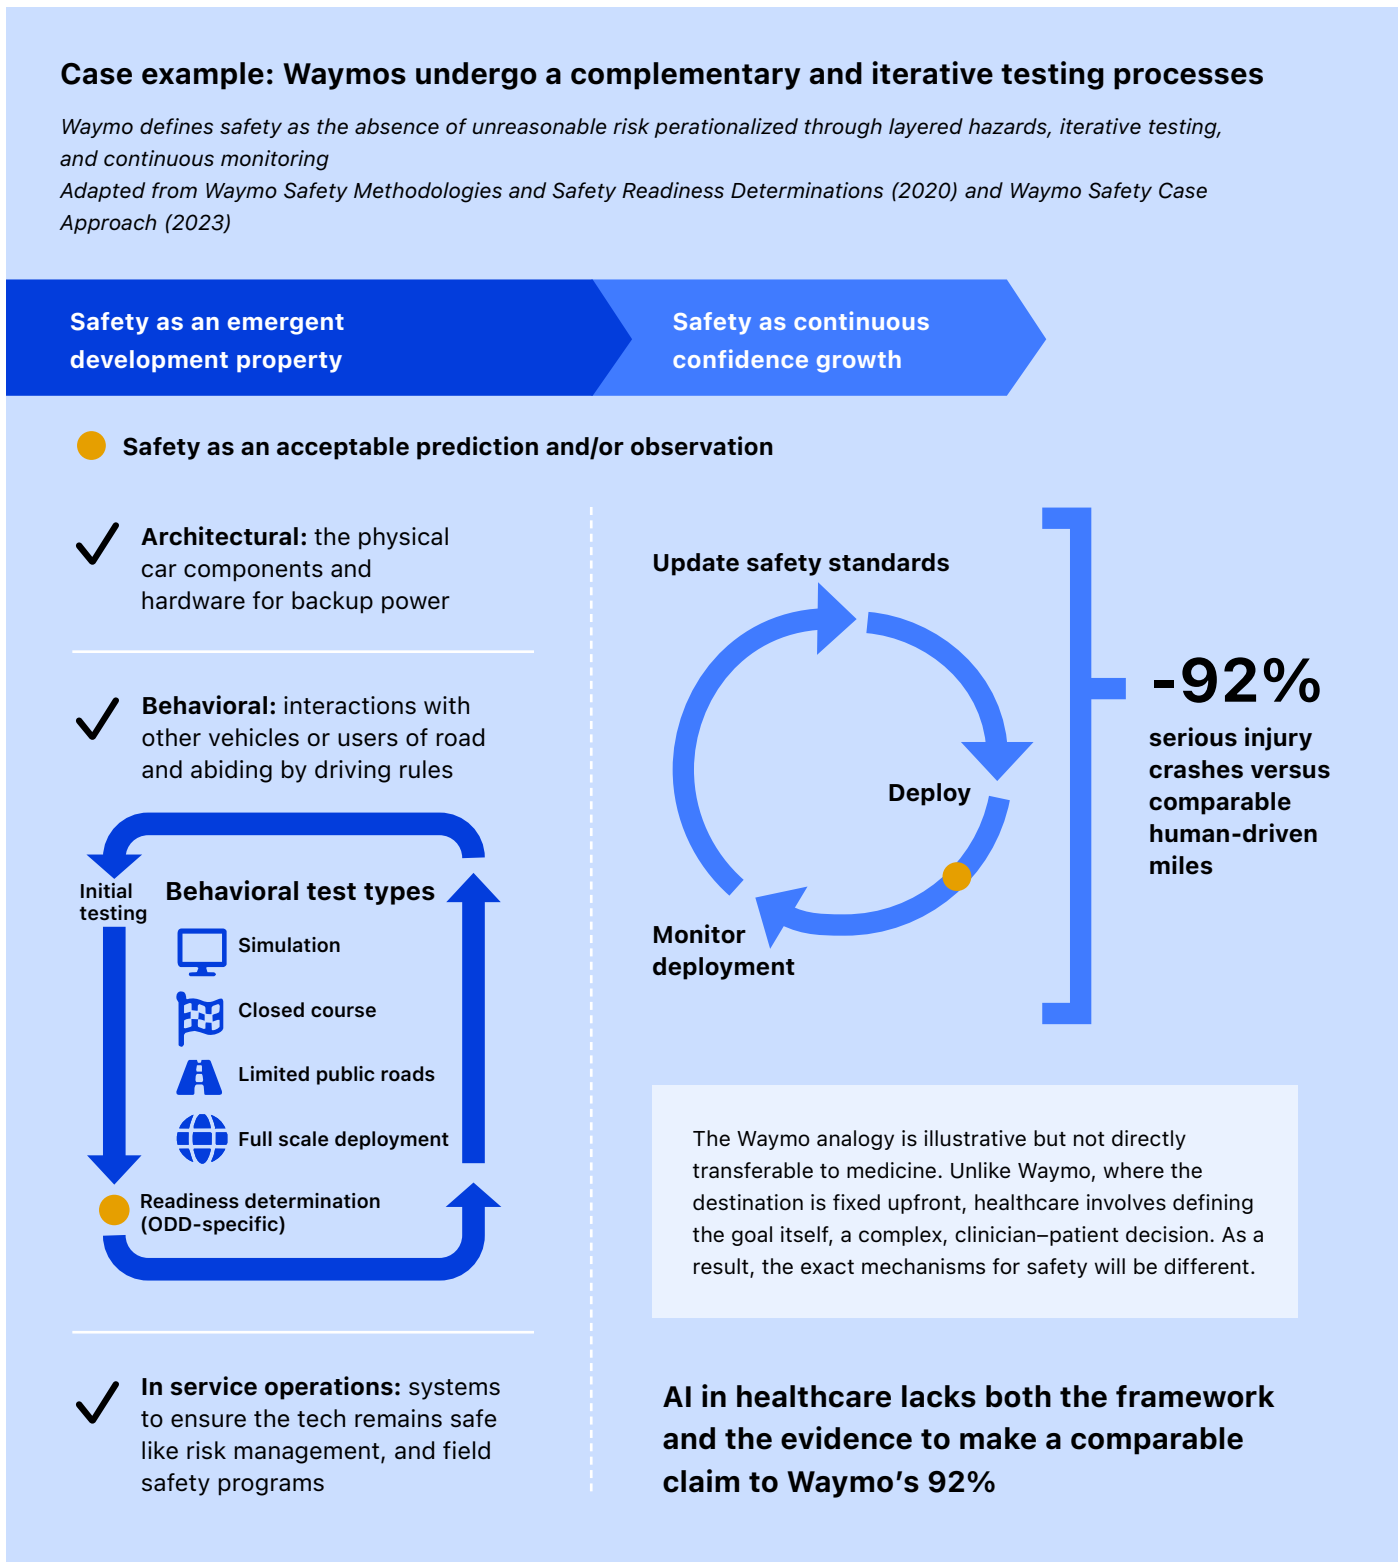 Case example: Waymos undergo a complementary and iterative testing processes
Waymo defines safety as the absence of unreasonable risk perationalized through layered hazards, iterative testing,
and continuous monitoring
Adapted from Waymo Safety Methodologies and Safety Readiness Determinations (2020) and Waymo Safety Case
Approach (2023)
Safety as an emergent
development property
Safety as continuous
confidence growth
Safety as an acceptable prediction and/or observation
Architectural: the physical
car components and
hardware for backup power
Behavioral: interactions with
other vehicles or users of road
and abiding by driving rules
Initial
testing
Behavioral test types
Simulation
Closed course
Limited public roads
Full scale deployment
Readiness determination
(ODD-specific)
In service operations: systems
to ensure the tech remains safe
like risk management, and field
safety programs
Update safety standards
Deploy
Monitor
deployment
-92%
serious injury
crashes versus
comparable
human-driven
miles
The Waymo analogy is illustrative but not directly
transferable to medicine. Unlike Waymo, where the
destination is fixed upfront, healthcare involves defining
the goal itself, a complex, clinician–patient decision. As a
result, the exact mechanisms for safety will be different.
AI in healthcare lacks both the framework
and the evidence to make a comparable
claim to Waymo’s 92%